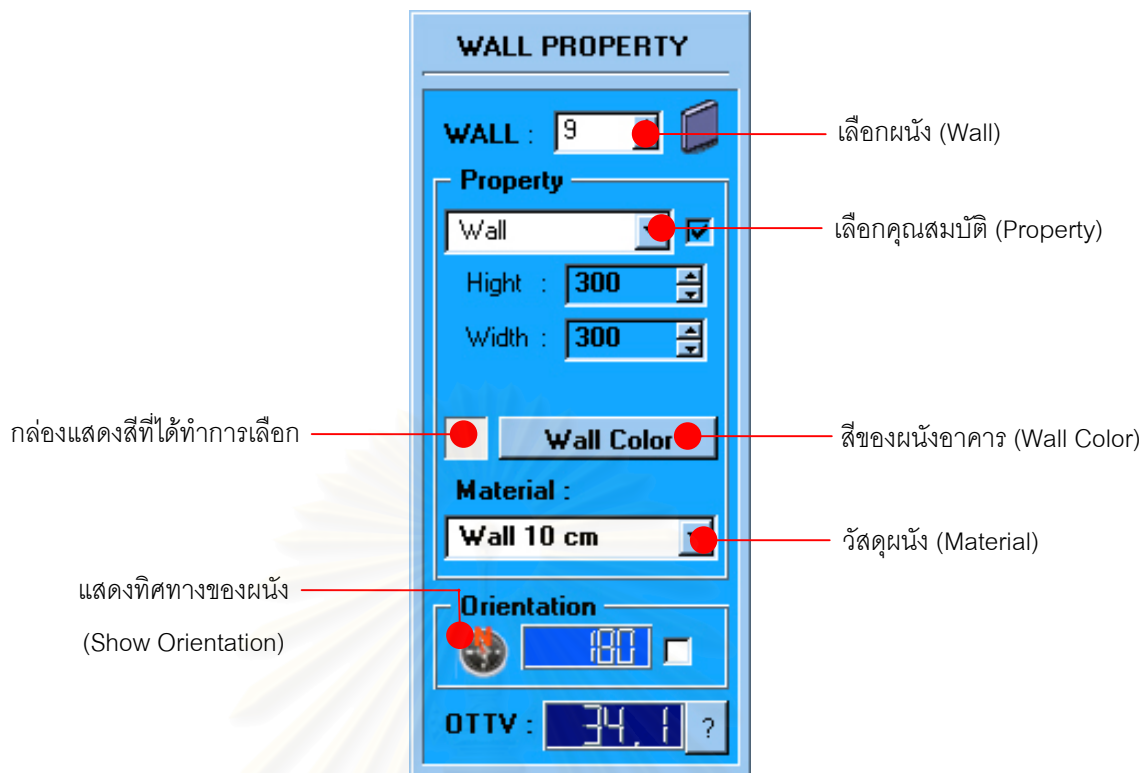 WALL PROPERTY
WALL : 9
เลือกผนัง (Wall)
Property
Wall
เลือกคุณสมบัติ (Property)
Hight : 300
Width : 300
กล่องแสดงสีที่ได้ทำการเลือก
Wall Color
สีของผนังอาคาร (Wall Color)
Material :
Wall 10 cm
วัสดุผนัง (Material)
แสดงทิศทางของผนัง
(Show Orientation)
Orientation
N
180
OTTV : 34.1 ?